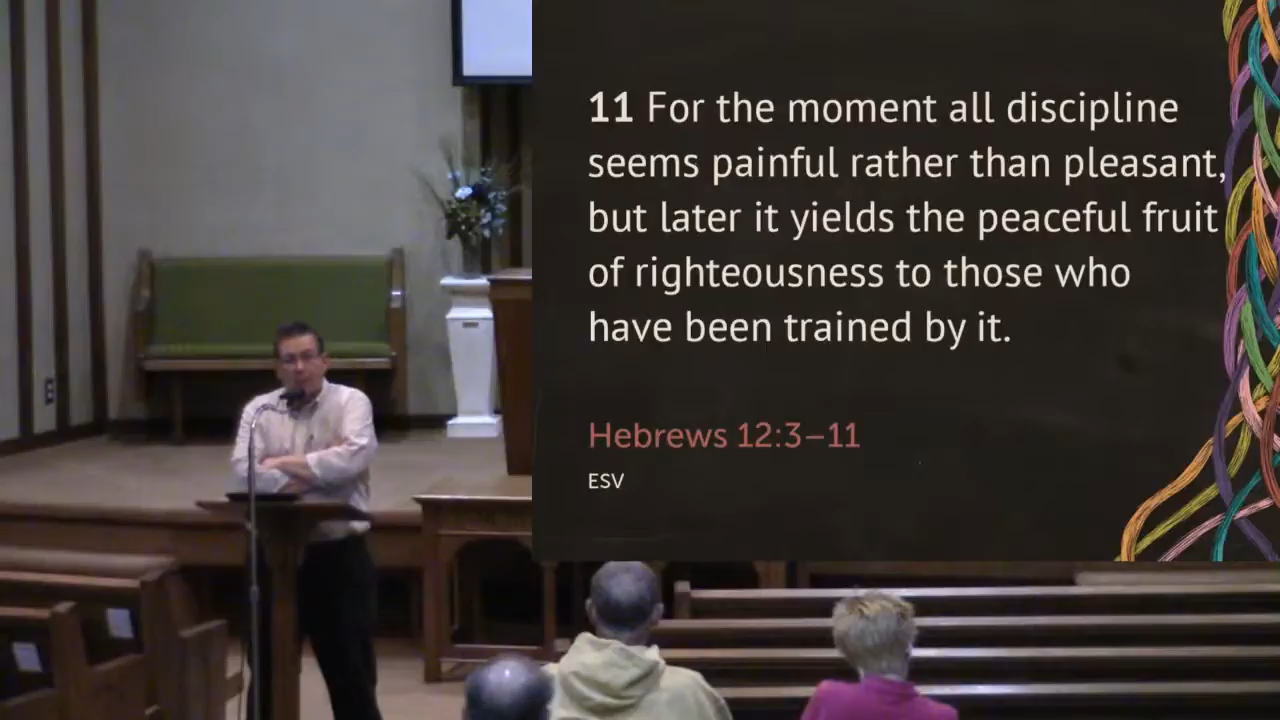 11 For the moment all discipline
seems painful rather than pleasant,
but later it yields the peaceful fruit
of righteousness to those who
have been trained by it.
Hebrews 12:3–11
ESV